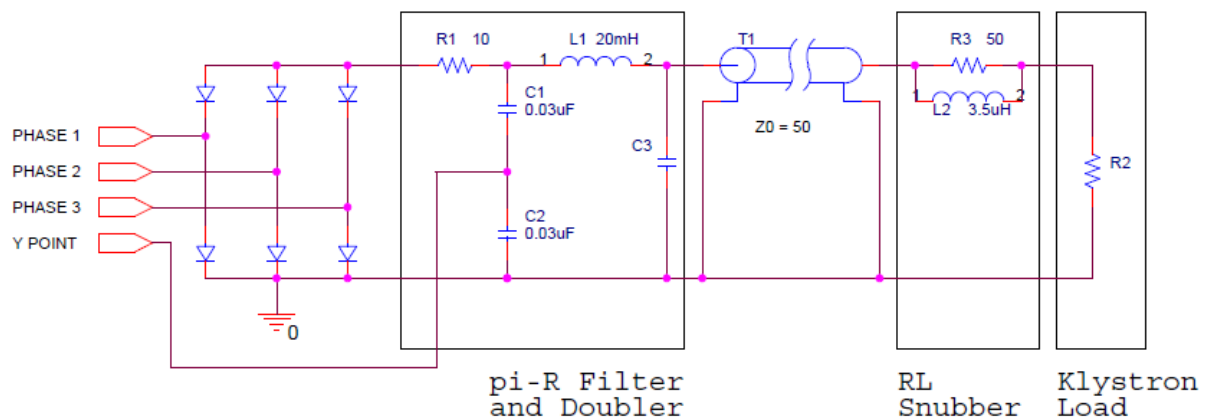 R1 10
L1 20mH
1
2
T1
R3 50
C1
0.03uF
1
2
L2 3.5uH
PHASE 1
Z0 = 50
C3
R2
PHASE 2
PHASE 3
C2
0.03uF
Y POINT
0
pi-R Filter
and Doubler
RL
Snubber
Klystron
Load